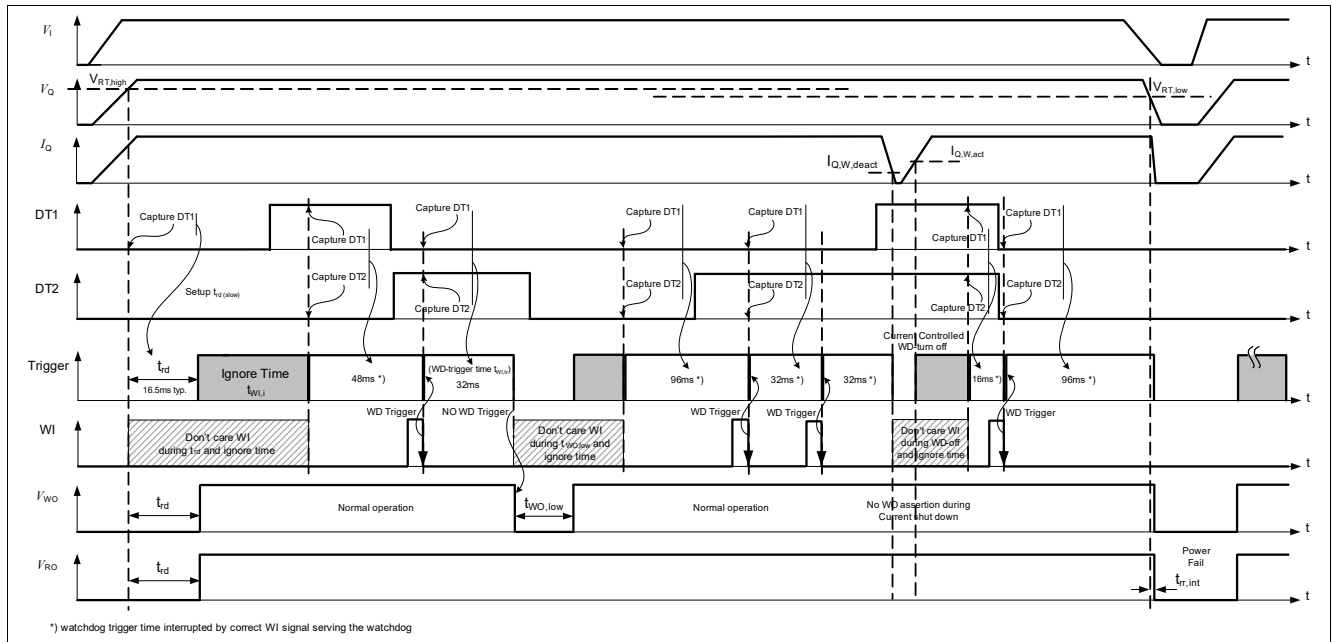 VI
t
VQ
VRT,high
VRT,low
t
IQ
IQ,W,deact
IQ,W,act
t
DT1
Capture DT1
Capture DT1
Capture DT1
Capture DT1
Capture DT1
Capture DT1
Capture DT1
t
DT2
Setup trd (slow)
Capture DT2
Capture DT2
Capture DT2
Capture DT2
Capture DT2
Capture DT2
t
Current Controlled
WD-turn off
Trigger
trd
16.5ms typ.
Ignore Time
tWI,i
48ms *)
(WD-trigger time tWI,tr)
32ms
96ms *)
32ms *)
32ms *)
16ms *)
96ms *)
t
WD Trigger
NO WD Trigger
WD Trigger
WD Trigger
WD Trigger
WI
Don't care WI
during trd and ignore time
Don't care WI
during tWO,low and
ignore time
Don't care WI
during WD-off
and ignore time
t
VWO
trd
Normal operation
tWO,low
Normal operation
No WO assertion during
Current shut down
t
VRO
trd
Power
Fail
trr,int
t
*) watchdog trigger time interrupted by correct WI signal serving the watchdog